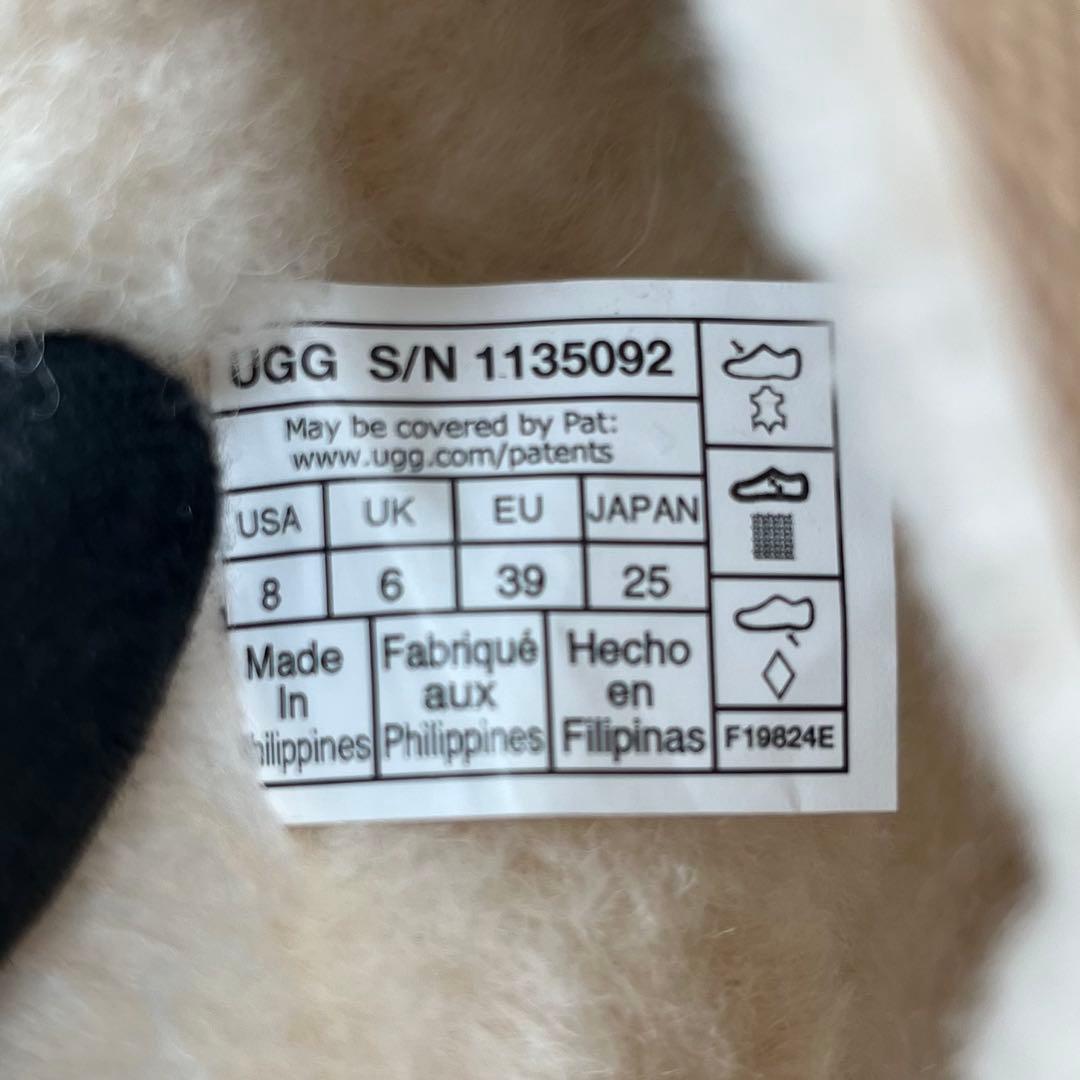 UGG S/N 1135092
May be covered by Pat:
www.ugg.com/patents
USA UK EU JAPAN
8 6 39 25
Made
In
hilippines
Fabriqué
aux
Philippines
Hecho
en
Filipinas
F19824E